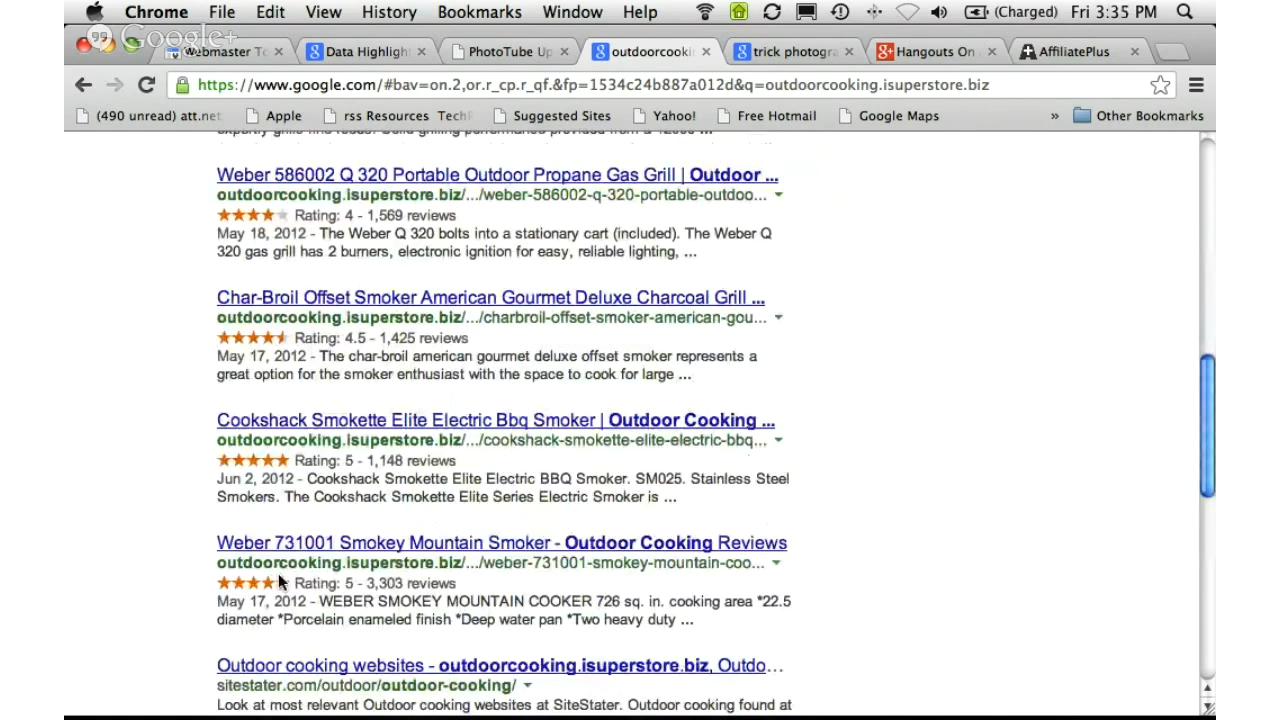 Chrome File Edit View History Bookmarks Window Help (Charged) Fri 3:35 PM
Google+
Webmaster To × Data Highligh × PhotoTube Up × outdoorcooki × trick photogra × Hangouts On × AffiliatePlus ×
https://www.google.com/#bav=on.2,or.r_cp.r_qf.&fp=1534c24b887a012d&q=outdoorcooking.isuperstore.biz
(490 unread) att.net Apple rss Resources Tech Suggested Sites Yahoo! Free Hotmail Google Maps » Other Bookmarks
Weber 586002 Q 320 Portable Outdoor Propane Gas Grill | Outdoor ...
outdoorcooking.isuperstore.biz/.../weber-586002-q-320-portable-outdoo...
Rating: 4 - 1,569 reviews
May 18, 2012 - The Weber Q 320 bolts into a stationary cart (included). The Weber Q
320 gas grill has 2 burners, electronic ignition for easy, reliable lighting, ...
Char-Broil Offset Smoker American Gourmet Deluxe Charcoal Grill ...
outdoorcooking.isuperstore.biz/.../charbroil-offset-smoker-american-gou...
Rating: 4.5 - 1,425 reviews
May 17, 2012 - The char-broil american gourmet deluxe offset smoker represents a
great option for the smoker enthusiast with the space to cook for large ...
Cookshack Smokette Elite Electric Bbq Smoker | Outdoor Cooking ...
outdoorcooking.isuperstore.biz/.../cookshack-smokette-elite-electric-bbq...
Rating: 5 - 1,148 reviews
Jun 2, 2012 - Cookshack Smokette Elite Electric BBQ Smoker. SM025. Stainless Steel
Smokers. The Cookshack Smokette Elite Series Electric Smoker is ...
Weber 731001 Smokey Mountain Smoker - Outdoor Cooking Reviews
outdoorcooking.isuperstore.biz/.../weber-731001-smokey-mountain-coo...
Rating: 5 - 3,303 reviews
May 17, 2012 - WEBER SMOKEY MOUNTAIN COOKER 726 sq. in. cooking area *22.5
diameter *Porcelain enameled finish *Deep water pan *Two heavy duty ...
Outdoor cooking websites - outdoorcooking.isuperstore.biz, Outdo...
sitestater.com/outdoor/outdoor-cooking/
Look at most relevant Outdoor cooking websites at SiteStater. Outdoor cooking found at